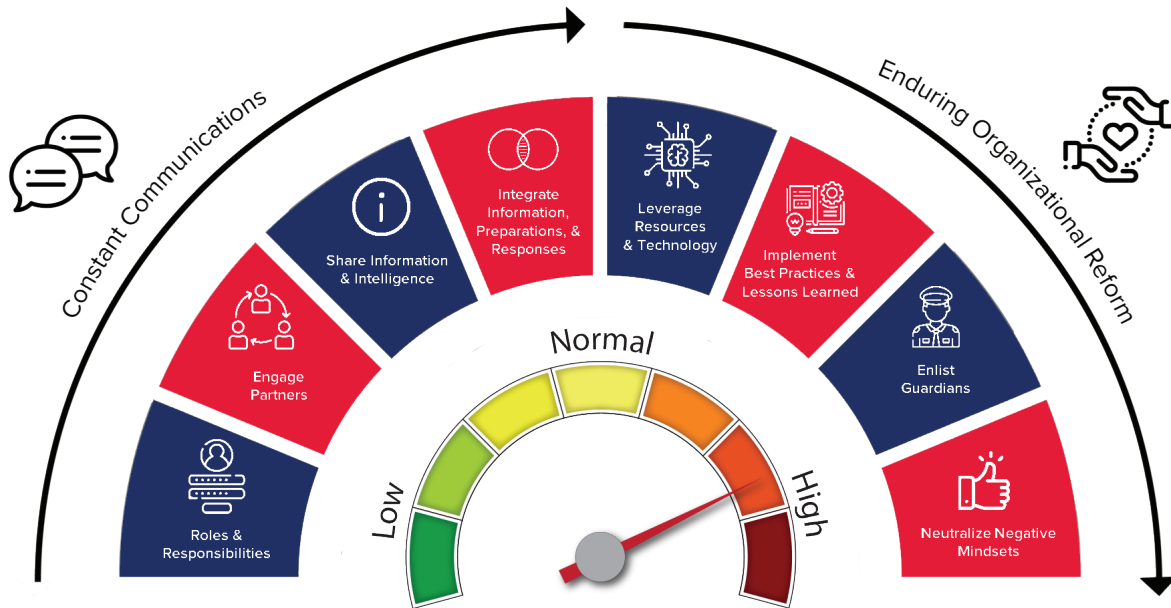 Constant Communications
Enduring Organizational Reform
Roles &
Responsibilities
Engage
Partners
Share Information
& Intelligence
Integrate
Information,
Preparations, &
Responses
Leverage
Resources
& Technology
Implement
Best Practices &
Lessons Learned
Enlist
Guardians
Neutralize Negative
Mindsets
Low
Normal
High